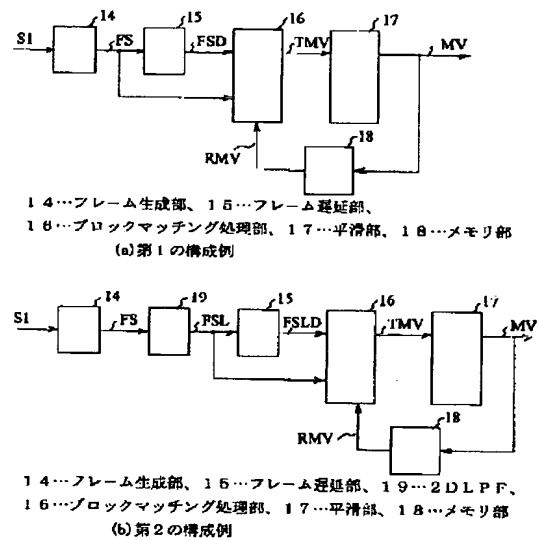 14 15 16 17
S1 FS FSD TMV MV
RMV 18
14…フレーム生成部、15…フレーム遅延部、
16…ブロックマッチング処理部、17…平滑部、18…メモリ部
(a)第1の構成例
14 19 15 16 17
S1 FS FSL FSLD TMV MV
RMV 18
14…フレーム生成部、15…フレーム遅延部、19…2DLPF、
16…ブロックマッチング処理部、17…平滑部、18…メモリ部
(b)第2の構成例